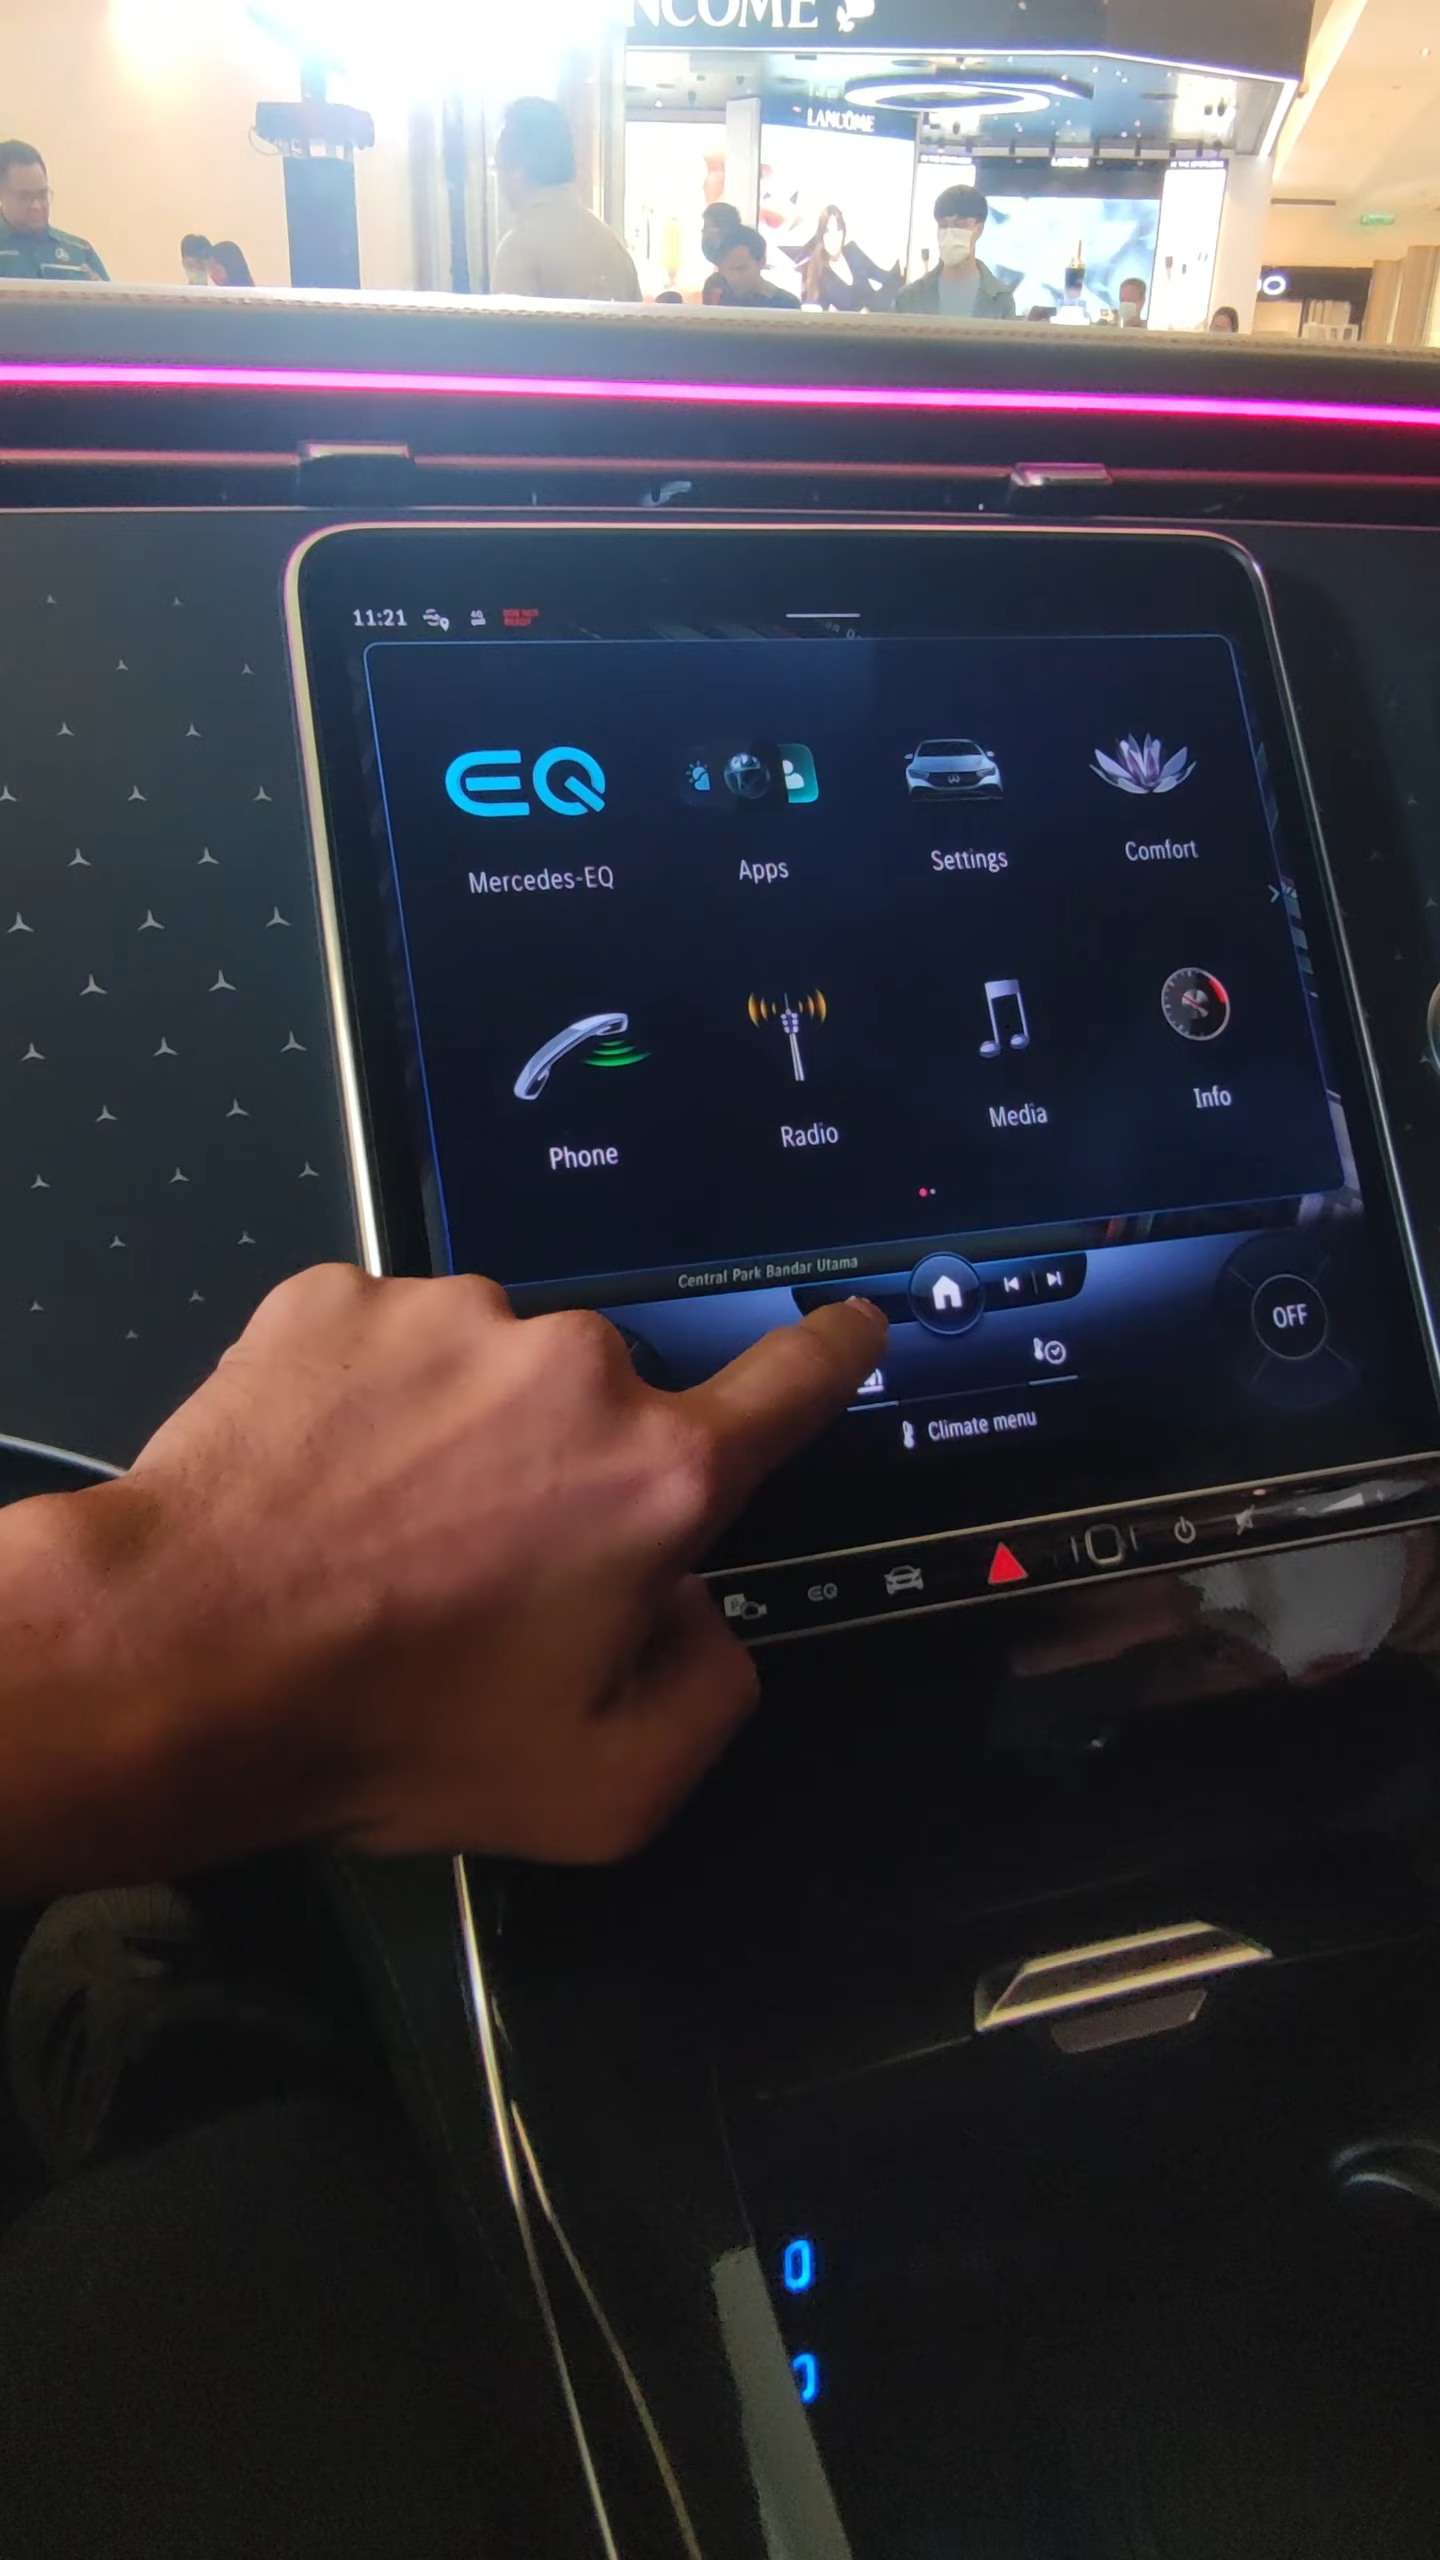 NCOME
LANCÔME
LANCÔME
11:21
EQ
Mercedes-EQ
Apps
Settings
Comfort
Phone
Radio
Media
Info
Central Park Bandar Utama
OFF
Climate menu
EQ